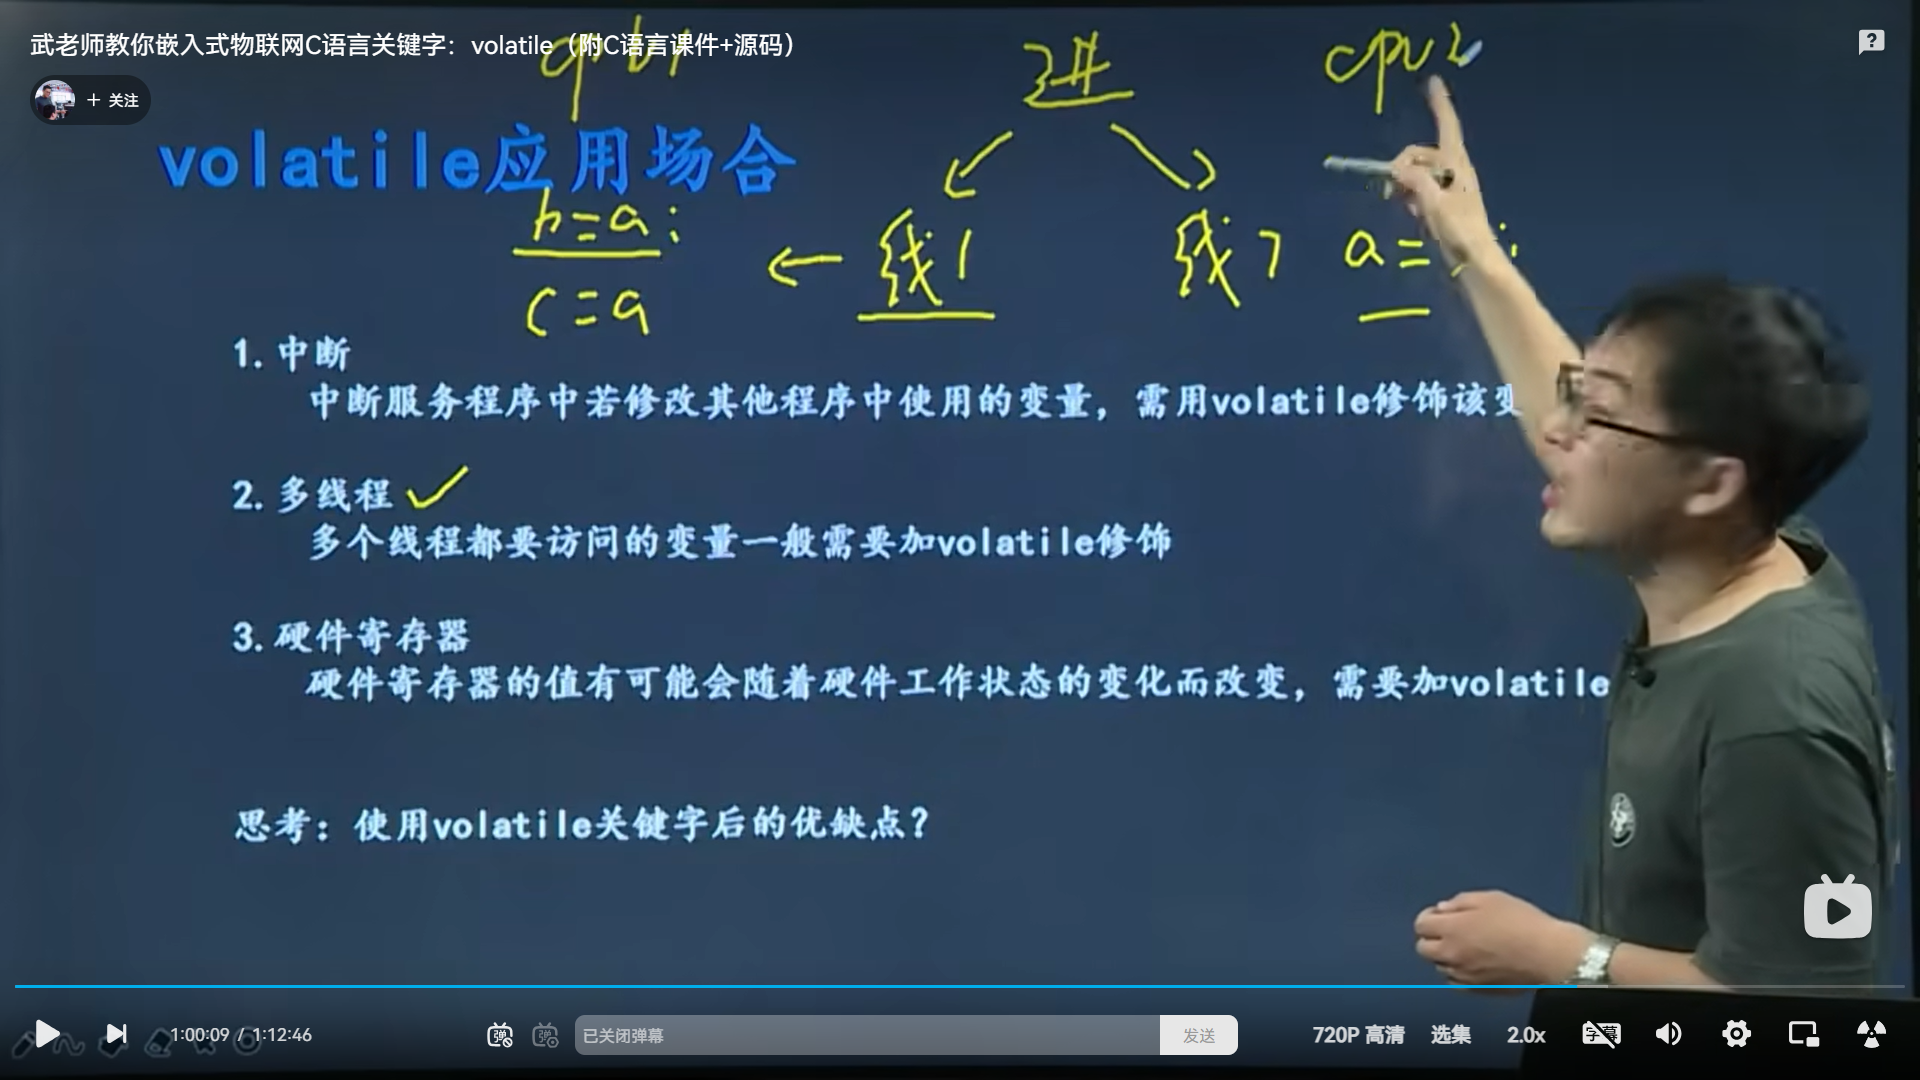 武老师教你嵌入式物联网C语言关键字：volatile（附C语言课件+源码）
进
cpu2
+ 关注
volatile应用场合
b=a;
线1
线2
a=
c=a
1. 中断
中断服务程序中若修改其他程序中使用的变量，需用volatile修饰该变
2. 多线程
多个线程都要访问的变量一般需要加volatile修饰
3. 硬件寄存器
硬件寄存器的值有可能会随着硬件工作状态的变化而改变，需要加volatile
思考：使用volatile关键字后的优缺点？
1:00:09 / 1:12:46
弹
弹
已关闭弹幕
发送
720P 高清
选集
2.0x
字幕